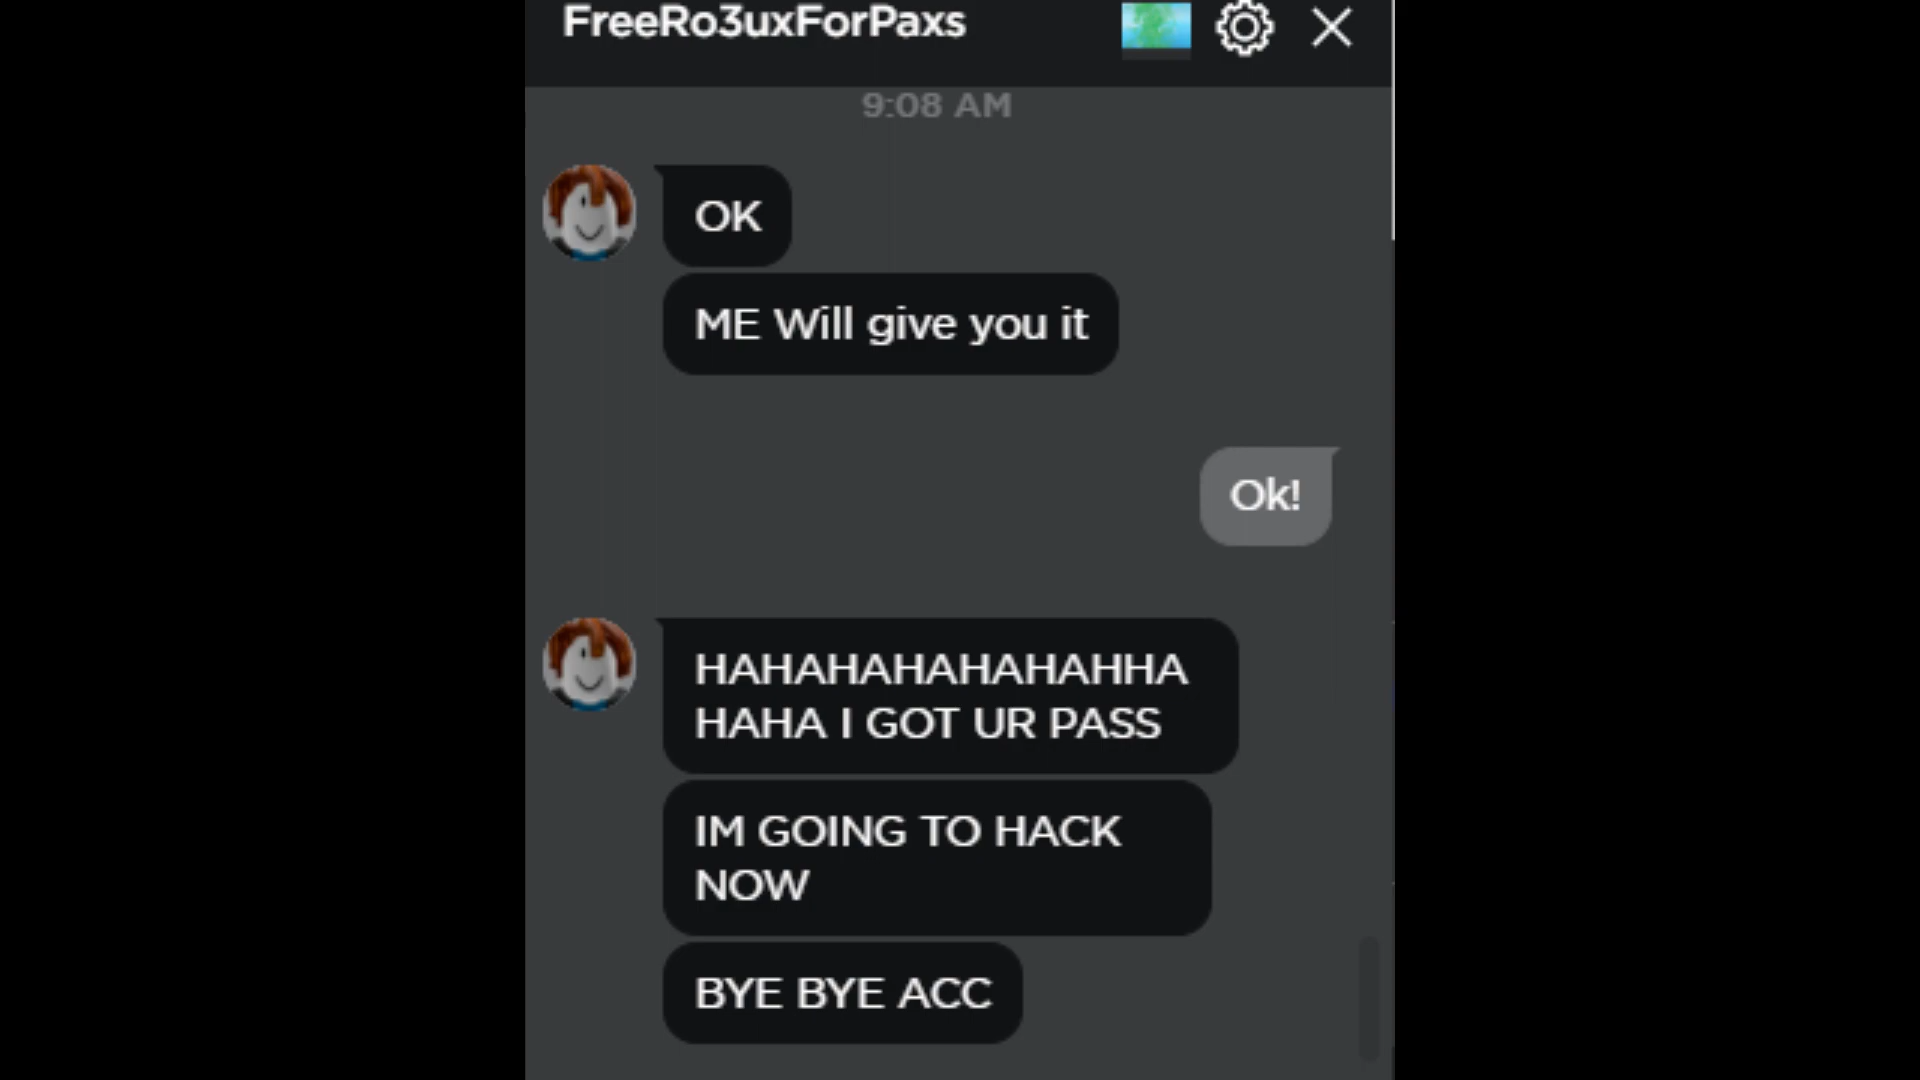 FreeRo3uxForPaxs
9:08 AM
OK
ME Will give you it
Ok!
HAHAHAHAHAHAHHA
HAHA I GOT UR PASS
IM GOING TO HACK
NOW
BYE BYE ACC